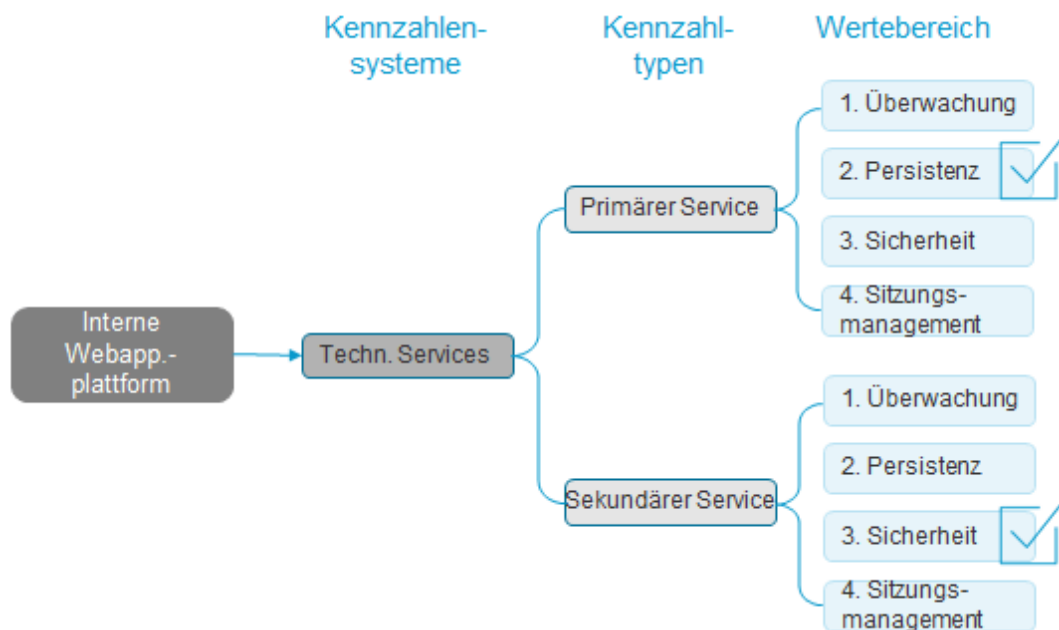 Kennzahlen-
systeme
Kennzahl-
typen
Wertebereich
Interne
Webapp.-
plattform
Techn. Services
Primärer Service
1. Überwachung
2. Persistenz
3. Sicherheit
4. Sitzungs-
management
Sekundärer Service
1. Überwachung
2. Persistenz
3. Sicherheit
4. Sitzungs-
management